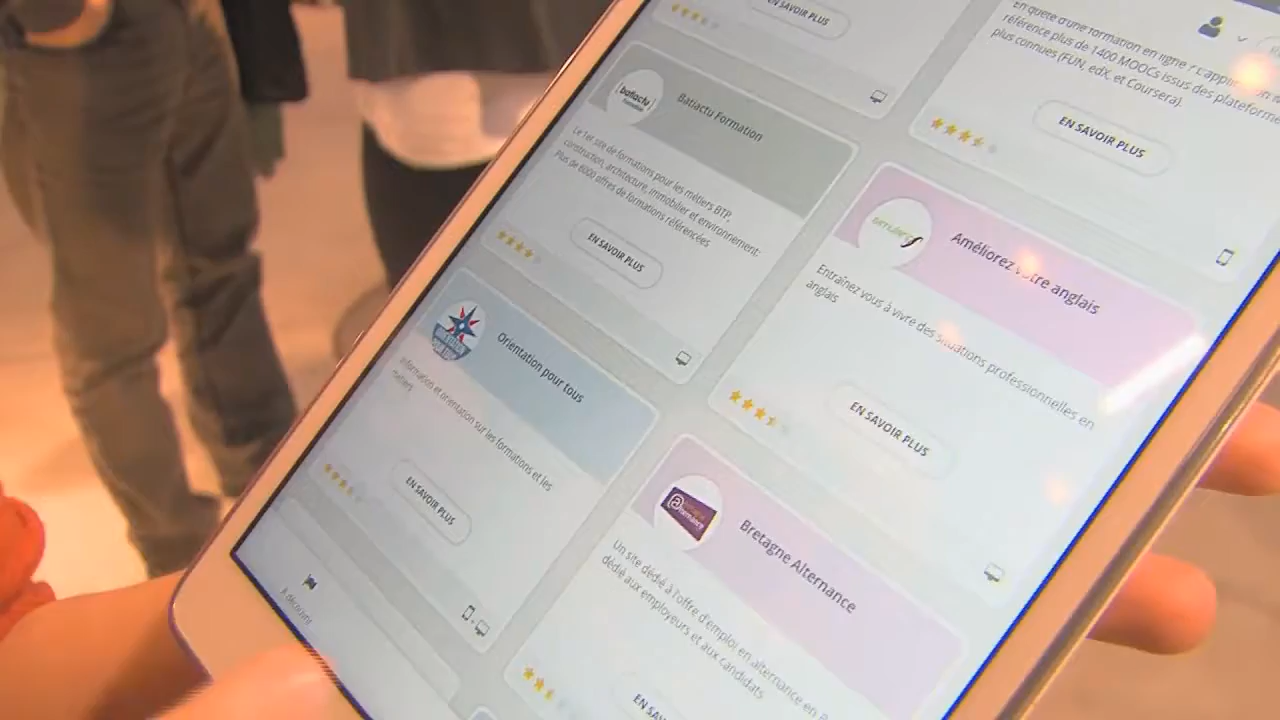 EN SAVOIR PLUS
Batiactu Formation
batiactu
Formation
Le 1er site de formations pour les métiers BTP,
construction, architecture, immobilier et environnement:
Plus de 6000 offres de formations référencées
EN SAVOIR PLUS
Orientation pour tous
Information et orientation sur les formations et les
métiers
EN SAVOIR PLUS
En quête d'une formation en ligne ?
référence plus de 1400 MOOCs issus des plateforme
plus connues (FUN, edX, et Coursera).
EN SAVOIR PLUS
Améliorez votre anglais
Entraînez vous à vivre des situations professionnelles en
anglais
EN SAVOIR PLUS
Bretagne Alternance
Un site dédié à l'offre d'emploi en alternance en
dédié aux employeurs et aux candidats
EN SAV